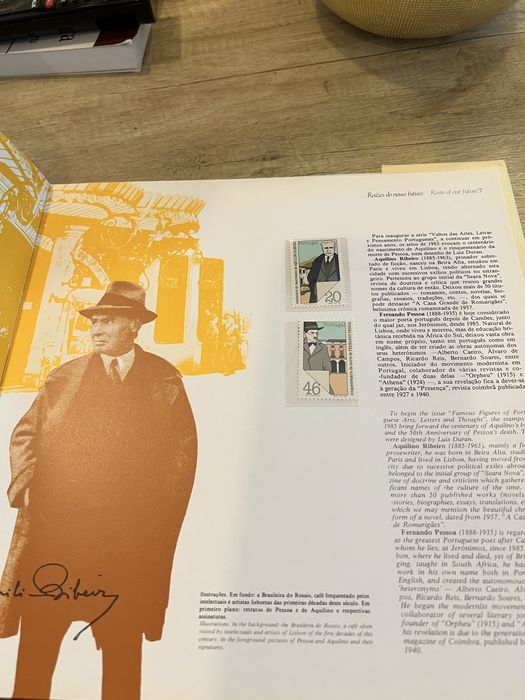 Raízes do nosso futuro Roots of our future/7
Para inaugurar a série "Vultos das Artes, Letras
e Pensamento Portugueses", a continuar em pró-
ximos anos, os selos de 1985 evocam o centenário
do nascimento de Aquilino e o cinquentenário da
morte de Pessoa, num desenho de Luiz Duran.
Aquilino Ribeiro (1885-1963), prosador sobre-
tudo de ficção, nasceu na Beira Alta, estudou em
Paris e viveu em Lisboa, tendo alternado esta
cidade com sucessivos exílios políticos no estran-
geiro. Pertenceu ao grupo inicial da "Seara Nova",
revista de doutrina e crítica que reuniu grandes
nomes da cultura de então. Deixou mais de 50 títu-
los publicados — romances, contos, novelas, bio-
grafias, ensaios, traduções, etc. —, dos quais se
pode destacar "A Casa Grande de Romarigães",
belíssima crónica romanceada de 1957.
Fernando Pessoa (1888-1935) é hoje considerado
o maior poeta português depois de Camões, junto
do qual jaz, nos Jerónimos, desde 1985. Natural de
Lisboa, onde viveu e morreu, mas de educação bri-
tânica recebida na África do Sul, deixou vasta obra
em nome próprio, tanto em português como em
inglês, além de ter criado as obras autónomas dos
seus heterónimos — Alberto Caeiro, Álvaro de
Campos, Ricardo Reis, Bernardo Soares, entre
outros. Iniciador do movimento modernista em
Portugal, colaborador de várias revistas e co-
-fundador de duas delas —"Orpheu" (1915) e
"Athena" (1924) —, a sua revelação fica a dever-se
à geração da "Presença", revista coimbrã publicada
entre 1927 e 1940.
Portugal
20
Portugal
46
To begin the issue "Famous Figures of Port
guese Arts, Letters and Thought", the stamps
1985 bring forward the centenary of Aquilino's b
and the 50th Anniversary of Pessoa's death. T
were designed by Luiz Duran.
Aquilino Ribeiro (1885-1963), mainly a fi
prosewriter, he was born in Beira Alta, studi
Paris and lived in Lisbon, having moved from
city due to sucessive political exiles abroa
belonged to the initial group of "Seara Nova",
zine of doctrine and criticism which gathere
ficant names of the culture of the time.
more than 50 published works (novels
-stories, biographies, essays, translations, e
which we may mention the beautiful chr
form of a novel, dated from 1957, "A Cas
de Romarigães".
Fernando Pessoa (1888-1935) is regar
as the greatest Portuguese poet after Ca
whom he lies, at Jerónimos, since 1985.
bon, where he lived and died, yet of Bri
ging, taught in South Africa, he has
work in his own name both in Port
English, and created the autonomou
'heteronyms' — Alberto Caeiro, Alv
pos, Ricardo Reis, Bernardo Soares,
He began the modernist movemen
collaborator of several literary jou
founder of "Orpheu" (1915) and "A
his revelation is due to the generatio
magazine of Coimbra, published b
1940.
Ribeiro
Ilustrações. Em fundo: a Brasileira do Rossio, café frequentado pelos
intelectuais e artistas lisboetas das primeiras décadas deste século. Em
primeiro plano: retratos de Pessoa e de Aquilino e respectivas
assinaturas.
Illustrations. In the background: the Brasileira do Rossio, a café often
visited by intellectuals and artists of Lisbon of the first decades of this
century. In the foreground: pictures of Pessoa and Aquilino and their
signatures.